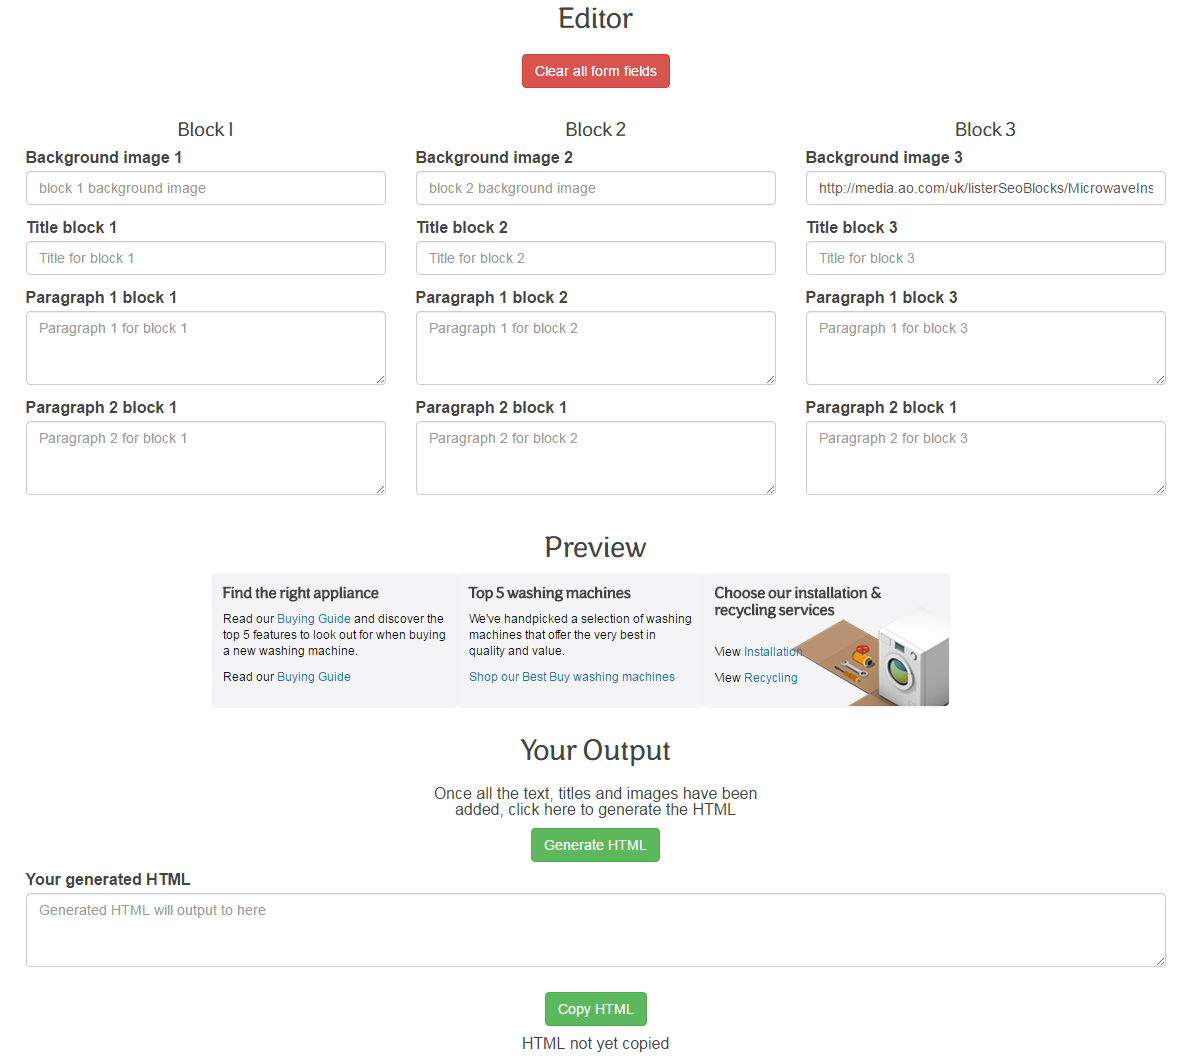 Editor
Clear all form fields
Block 1
Background image 1
block 1 background image
Title block 1
Title for block 1
Paragraph 1 block 1
Paragraph 1 for block 1
Paragraph 2 block 1
Paragraph 2 for block 1
Block 2
Background image 2
block 2 background image
Title block 2
Title for block 2
Paragraph 1 block 2
Paragraph 1 for block 2
Paragraph 2 block 1
Paragraph 2 for block 2
Block 3
Background image 3
http://media.ao.com/uk/listerSeoBlocks/MicrowaveIns
Title block 3
Title for block 3
Paragraph 1 block 3
Paragraph 1 for block 3
Paragraph 2 block 1
Paragraph 2 for block 3
Preview
Find the right appliance
Read our Buying Guide and discover the
top 5 features to look out for when buying
a new washing machine.
Read our Buying Guide
Top 5 washing machines
We've handpicked a selection of washing
machines that offer the very best in
quality and value.
Shop our Best Buy washing machines
Choose our installation &
recycling services
View Installation
View Recycling
Your Output
Once all the text, titles and images have been
added, click here to generate the HTML
Generate HTML
Your generated HTML
Generated HTML will output to here
Copy HTML
HTML not yet copied